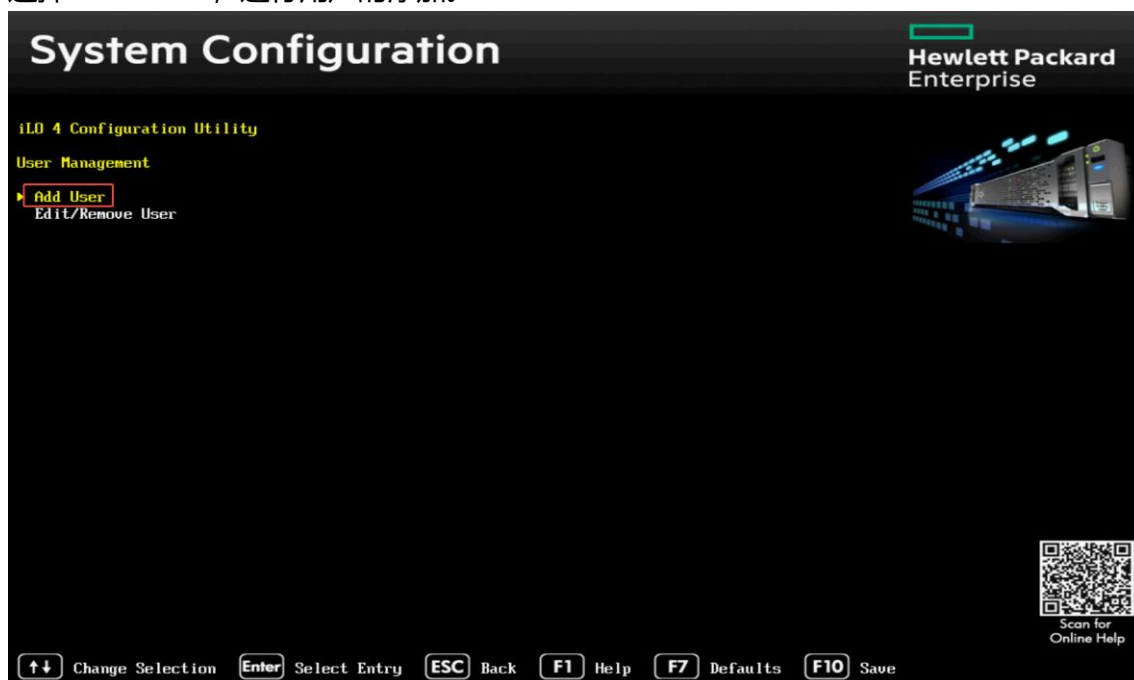 System Configuration
Hewlett Packard
Enterprise
iLO 4 Configuration Utility
User Management
Add User
Edit/Remove User
Scan for
Online Help
↑↓ Change Selection Enter Select Entry ESC Back F1 Help F7 Defaults F10 Save